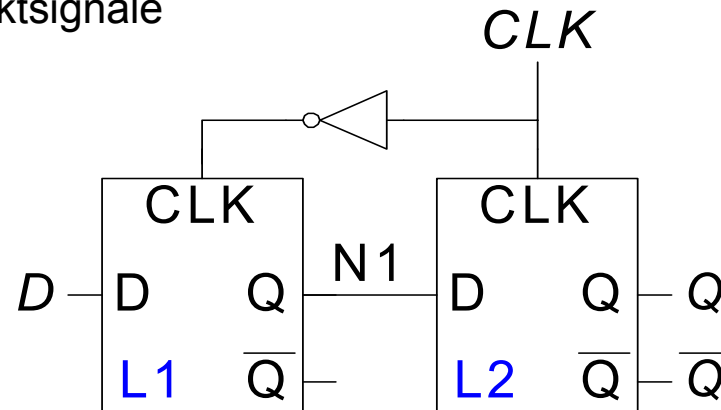 ktsignale
CLK
CLK CLK
N1
D D Q D Q Q
L1 Q̅ L2 Q̅ Q̅